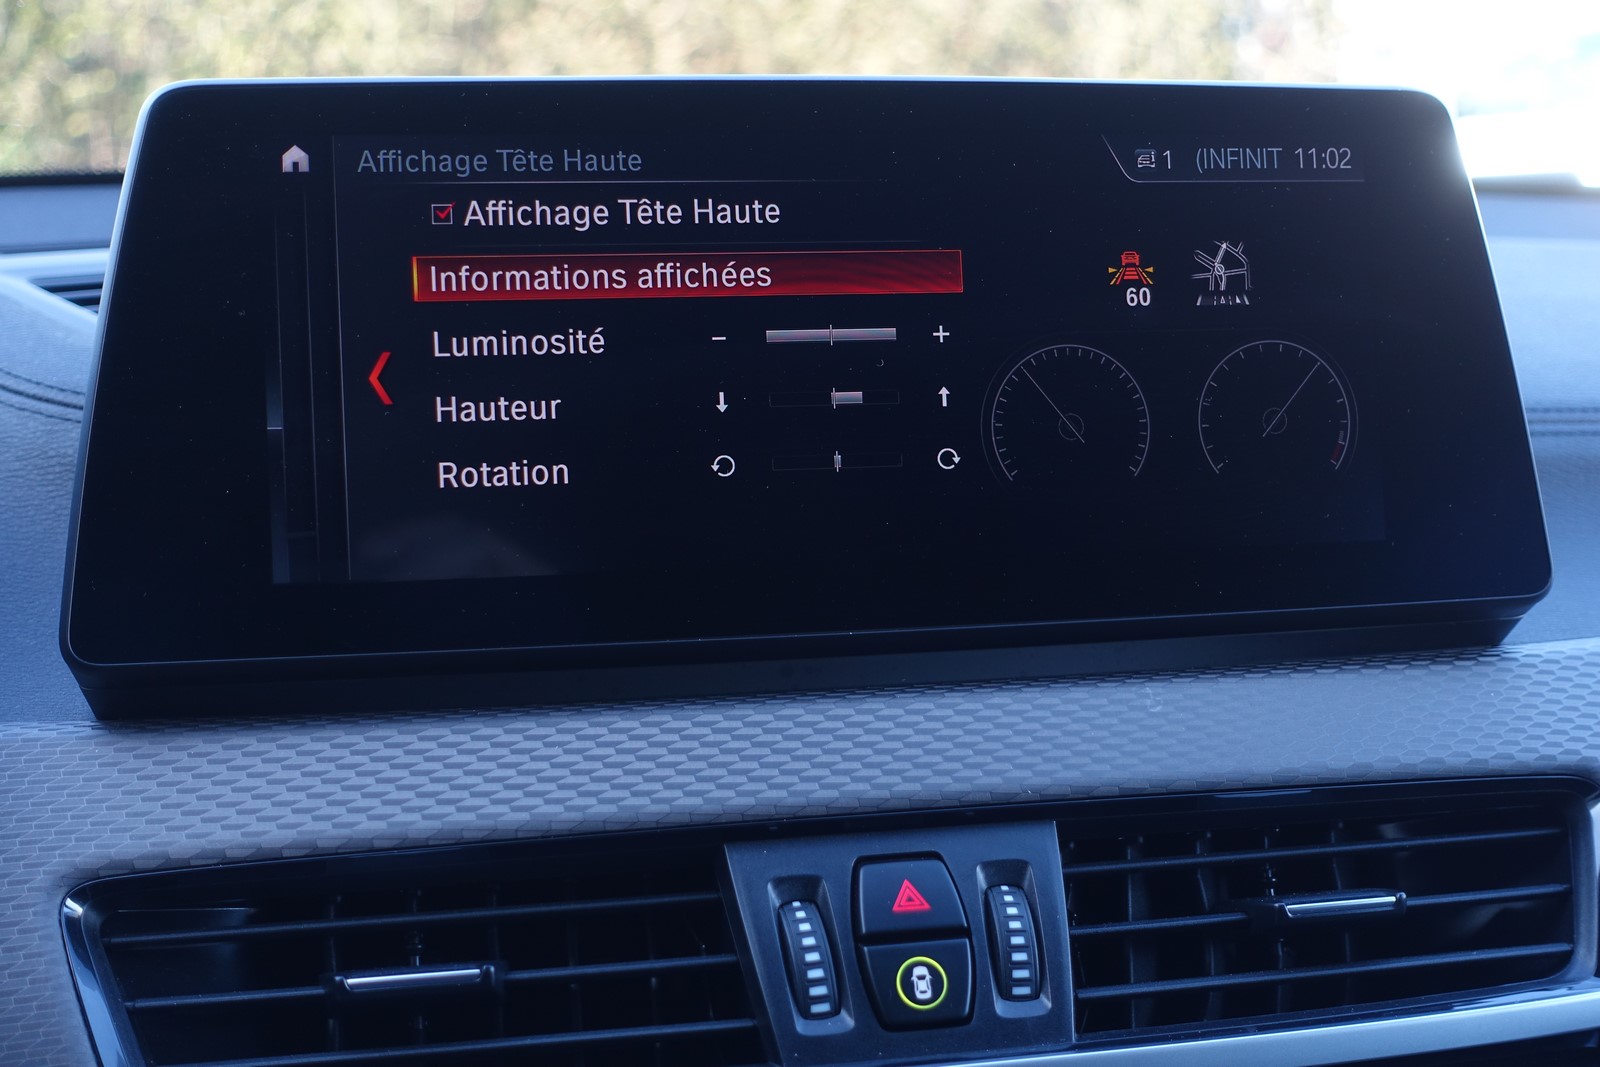 Affichage Tête Haute
1 (INFINIT 11:02
Affichage Tête Haute
Informations affichées
60
Luminosité - +
Hauteur
Rotation